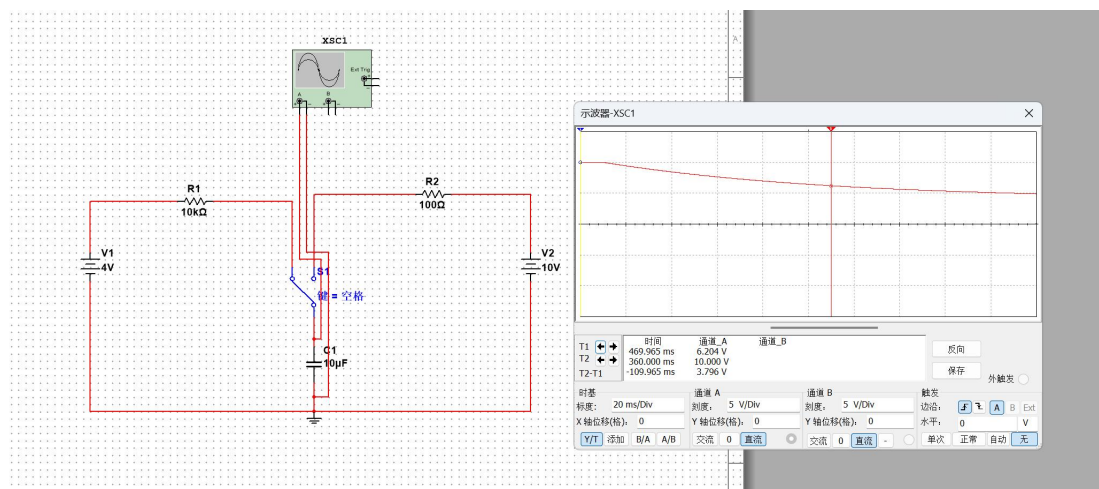 XSC1
A
Ext Trig
A
B
R1
10kΩ
R2
100Ω
V1
4V
V2
10V
S1
键 = 空格
C1
10μF
示波器-XSC1
时间 通道_A 通道_B
T1 469.965 ms 6.204 V
T2 360.000 ms 10.000 V
T2-T1 -109.965 ms 3.796 V
反向
保存
外触发
时基
标度: 20 ms/Div
X 轴位移(格): 0
Y/T 添加 B/A A/B
通道 A
刻度: 5 V/Div
Y 轴位移(格): 0
交流 0 直流
通道 B
刻度: 5 V/Div
Y 轴位移(格): 0
交流 0 直流 -
触发
边沿: A B Ext
水平: 0 V
单次 正常 自动 无